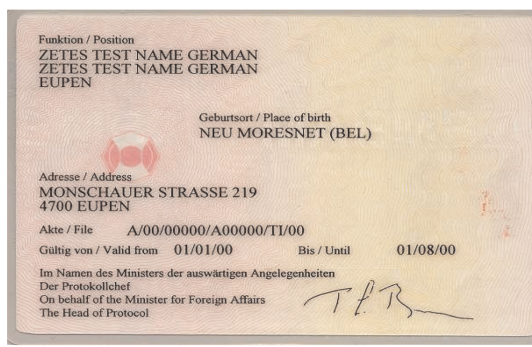 Funktion / Position
ZETES TEST NAME GERMAN
ZETES TEST NAME GERMAN
EUPEN
Geburtsort / Place of birth
NEU MORESNET (BEL)
Adresse / Address
MONSCHAUER STRASSE 219
4700 EUPEN
Akte / File A/00/00000/A00000/TI/00
Gültig von / Valid from 01/01/00 Bis / Until 01/08/00
Im Namen des Ministers der auswärtigen Angelegenheiten
Der Protokollchef
On behalf of the Minister for Foreign Affairs
The Head of Protocol